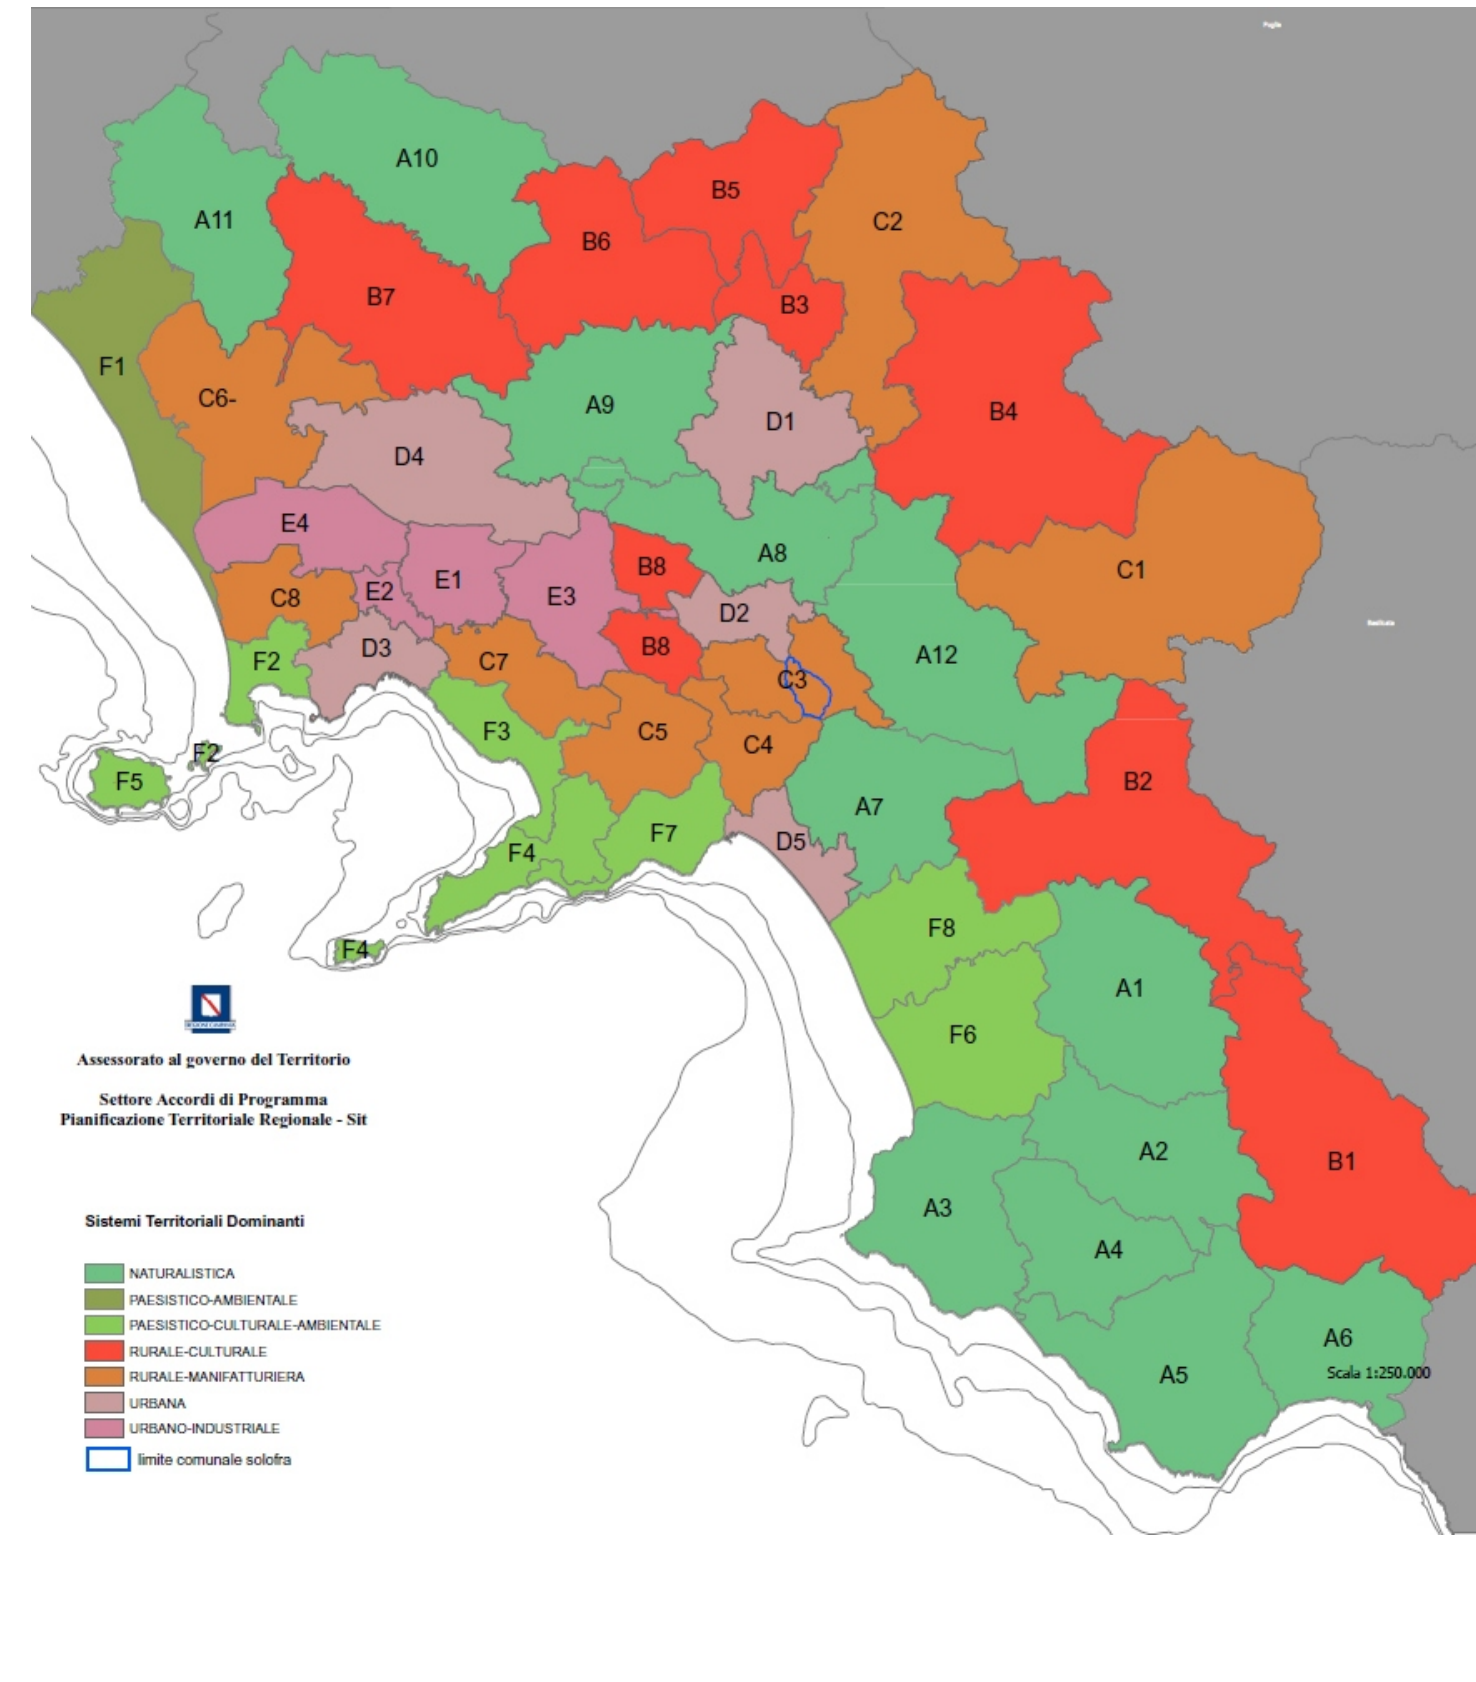 Puglia
A10
B5
A11
C2
B6
B7
B3
F1
C6-
A9
B4
D1
D4
E4
A8
B8
C1
E1
E2
E3
C8
D2
D3
B8
A12
F2
C7
C3
Basilicata
F3
C5
C4
F2
F5
B2
A7
F7
D5
F4
F8
F4
A1
F6
REGIONE CAMPANIA
Assessorato al governo del Territorio
Settore Accordi di Programma
Pianificazione Territoriale Regionale - Sit
A2
B1
A3
A4
Sistemi Territoriali Dominanti
NATURALISTICA
PAESISTICO-AMBIENTALE
PAESISTICO-CULTURALE-AMBIENTALE
RURALE-CULTURALE
RURALE-MANIFATTURIERA
URBANA
URBANO-INDUSTRIALE
limite comunale solofra
A6
Scala 1:250.000
A5